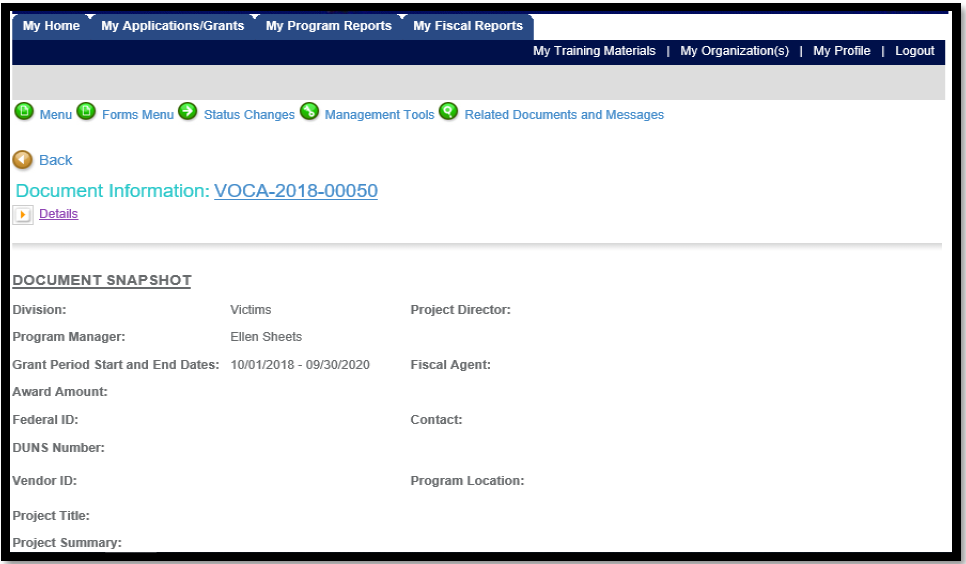 My Home My Applications/Grants My Program Reports My Fiscal Reports
My Training Materials | My Organization(s) | My Profile | Logout
Menu Forms Menu Status Changes Management Tools Related Documents and Messages
Back
Document Information: VOCA-2018-00050
Details
DOCUMENT SNAPSHOT
Division: Victims Project Director:
Program Manager: Ellen Sheets
Grant Period Start and End Dates: 10/01/2018 - 09/30/2020 Fiscal Agent:
Award Amount:
Federal ID: Contact:
DUNS Number:
Vendor ID: Program Location:
Project Title:
Project Summary: